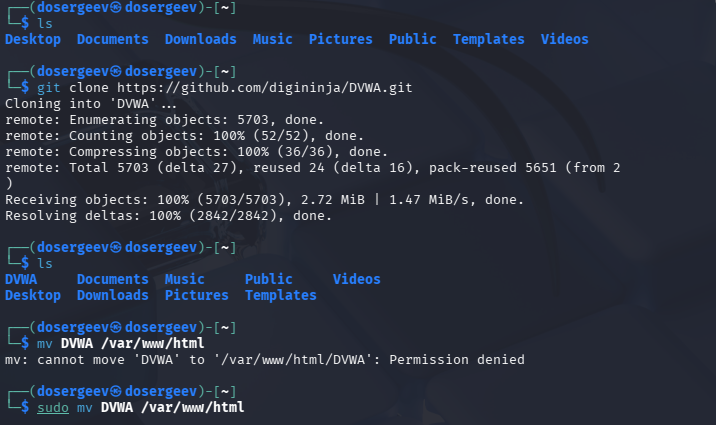 ┌──(dosergeev㉿dosergeev)-[~]
└─$ ls
Desktop  Documents  Downloads  Music  Pictures  Public  Templates  Videos
┌──(dosergeev㉿dosergeev)-[~]
└─$ git clone https://github.com/digininja/DVWA.git
Cloning into 'DVWA'...
remote: Enumerating objects: 5703, done.
remote: Counting objects: 100% (52/52), done.
remote: Compressing objects: 100% (36/36), done.
remote: Total 5703 (delta 27), reused 24 (delta 16), pack-reused 5651 (from 2
)
Receiving objects: 100% (5703/5703), 2.72 MiB | 1.47 MiB/s, done.
Resolving deltas: 100% (2842/2842), done.
┌──(dosergeev㉿dosergeev)-[~]
└─$ ls
DVWA     Documents  Music     Public     Videos
Desktop  Downloads  Pictures  Templates
┌──(dosergeev㉿dosergeev)-[~]
└─$ mv DVWA /var/www/html
mv: cannot move 'DVWA' to '/var/www/html/DVWA': Permission denied
┌──(dosergeev㉿dosergeev)-[~]
└─$ sudo mv DVWA /var/www/html